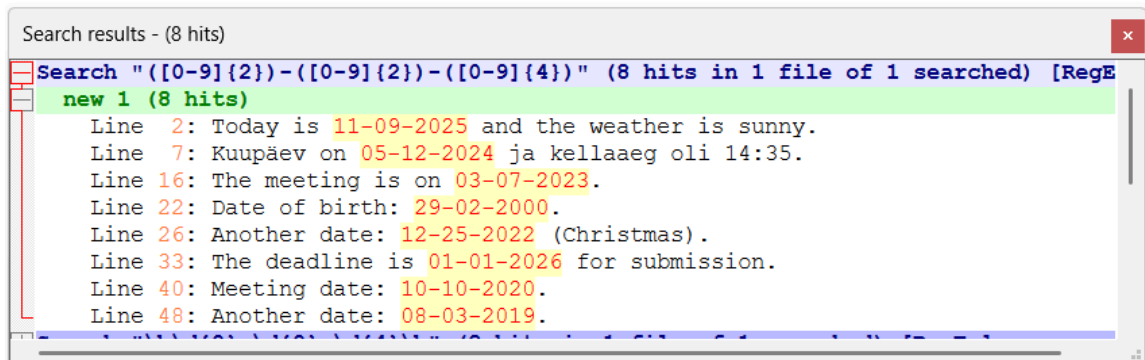 Search results - (8 hits)
Search "([0-9]{2})-([0-9]{2})-([0-9]{4})" (8 hits in 1 file of 1 searched) [RegE
new 1 (8 hits)
Line 2: Today is 11-09-2025 and the weather is sunny.
Line 7: Kuupäev on 05-12-2024 ja kellaaeg oli 14:35.
Line 16: The meeting is on 03-07-2023.
Line 22: Date of birth: 29-02-2000.
Line 26: Another date: 12-25-2022 (Christmas).
Line 33: The deadline is 01-01-2026 for submission.
Line 40: Meeting date: 10-10-2020.
Line 48: Another date: 08-03-2019.